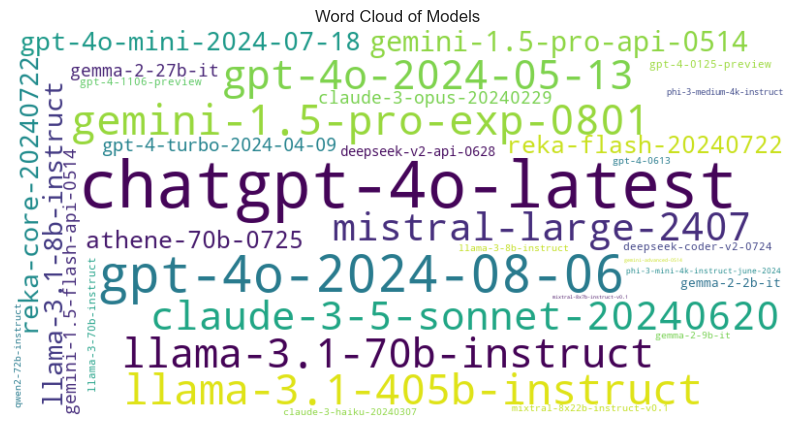 Word Cloud of Models
gpt-4o-mini-2024-07-18
gemini-1.5-pro-api-0514
gemma-2-27b-it
gpt-4o-2024-05-13
gpt-4-0125-preview
gpt-4-1106-preview
claude-3-opus-20240229
phi-3-medium-4k-instruct
gemini-1.5-pro-exp-0801
gpt-4-turbo-2024-04-09
deepseek-v2-api-0628
reka-flash-20240722
gpt-4-0613
chatgpt-4o-latest
mistral-large-2407
athene-70b-0725
llama-3-8b-instruct
deepseek-coder-v2-0724
gpt-4o-2024-08-06
phi-3-mini-4k-instruct-june-2024
gemma-2-2b-it
mixtral-8x7b-instruct-v0.1
claude-3-5-sonnet-20240620
gemma-2-9b-it
llama-3.1-70b-instruct
llama-3.1-405b-instruct
claude-3-haiku-20240307
mixtral-8x22b-instruct-v0.1
reka-core-20240722
llama-3.1-8b-instruct
gemini-1.5-flash-api-0514
llama-3-70b-instruct
qwen2-72b-instruct